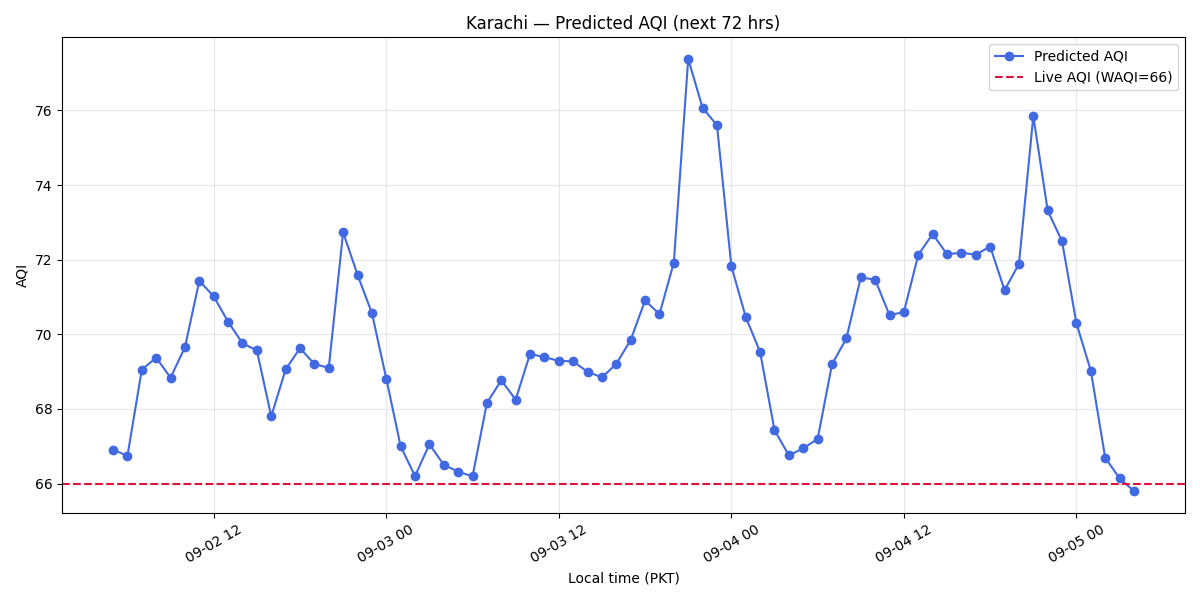 Karachi — Predicted AQI (next 72 hrs)
Predicted AQI
Live AQI (WAQI=66)
AQI
76
74
72
70
68
66
09-02 12
09-03 00
09-03 12
09-04 00
09-04 12
09-05 00
Local time (PKT)